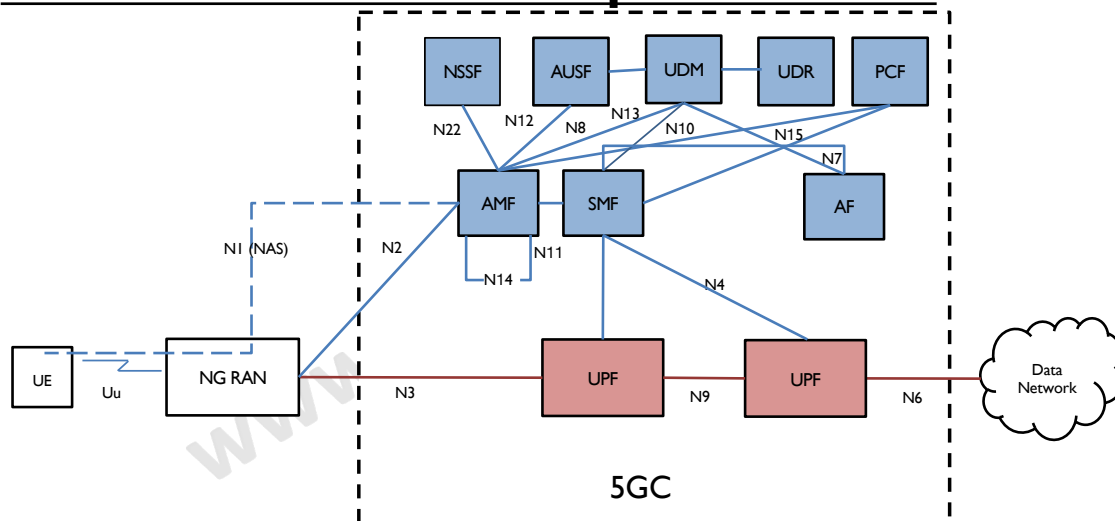 NSSF
AUSF
UDM
UDR
PCF
N22
N12
N8
N13
N10
N15
N7
AMF
SMF
AF
N1 (NAS)
N2
N11
N14
N4
UE
Uu
NG RAN
N3
UPF
N9
UPF
N6
Data
Network
5GC
www